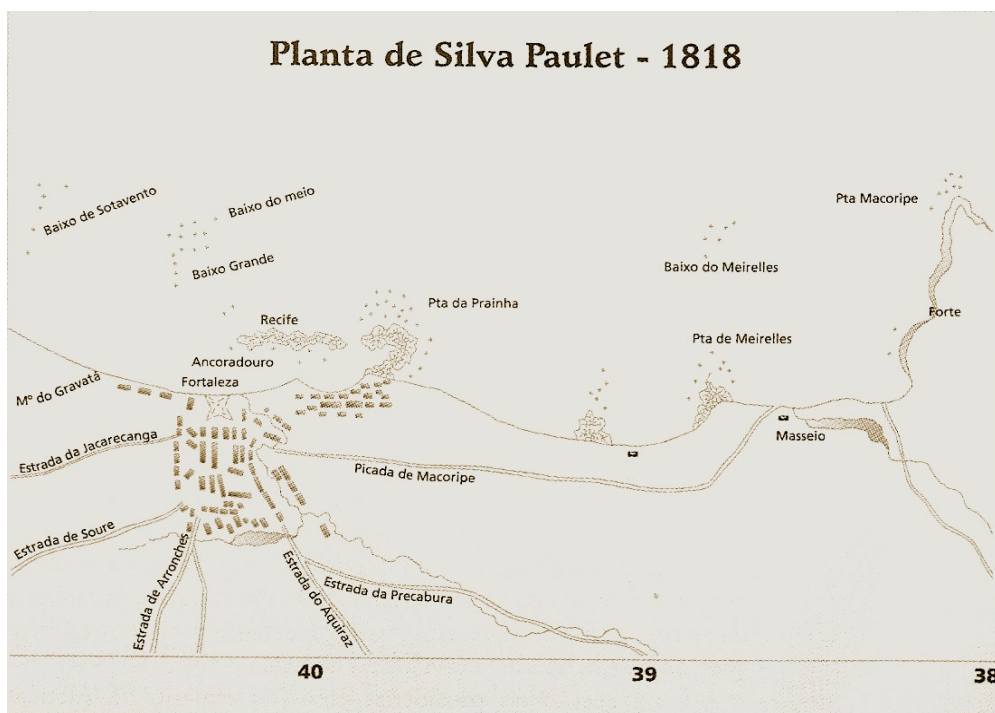 Planta de Silva Paulet - 1818
Baixo de Sotavento
Baixo do meio
Baixo Grande
Pta Macoripe
Baixo do Meirelles
Pta da Prainha
Recife
Forte
Pta de Meirelles
Ancoradouro
Fortaleza
Mº do Gravatá
Masseio
Estrada da Jacarecanga
Picada de Macoripe
Estrada de Soure
Estrada de Arronches
Estrada do Aquiraz
Estrada da Precabura
40
39
38